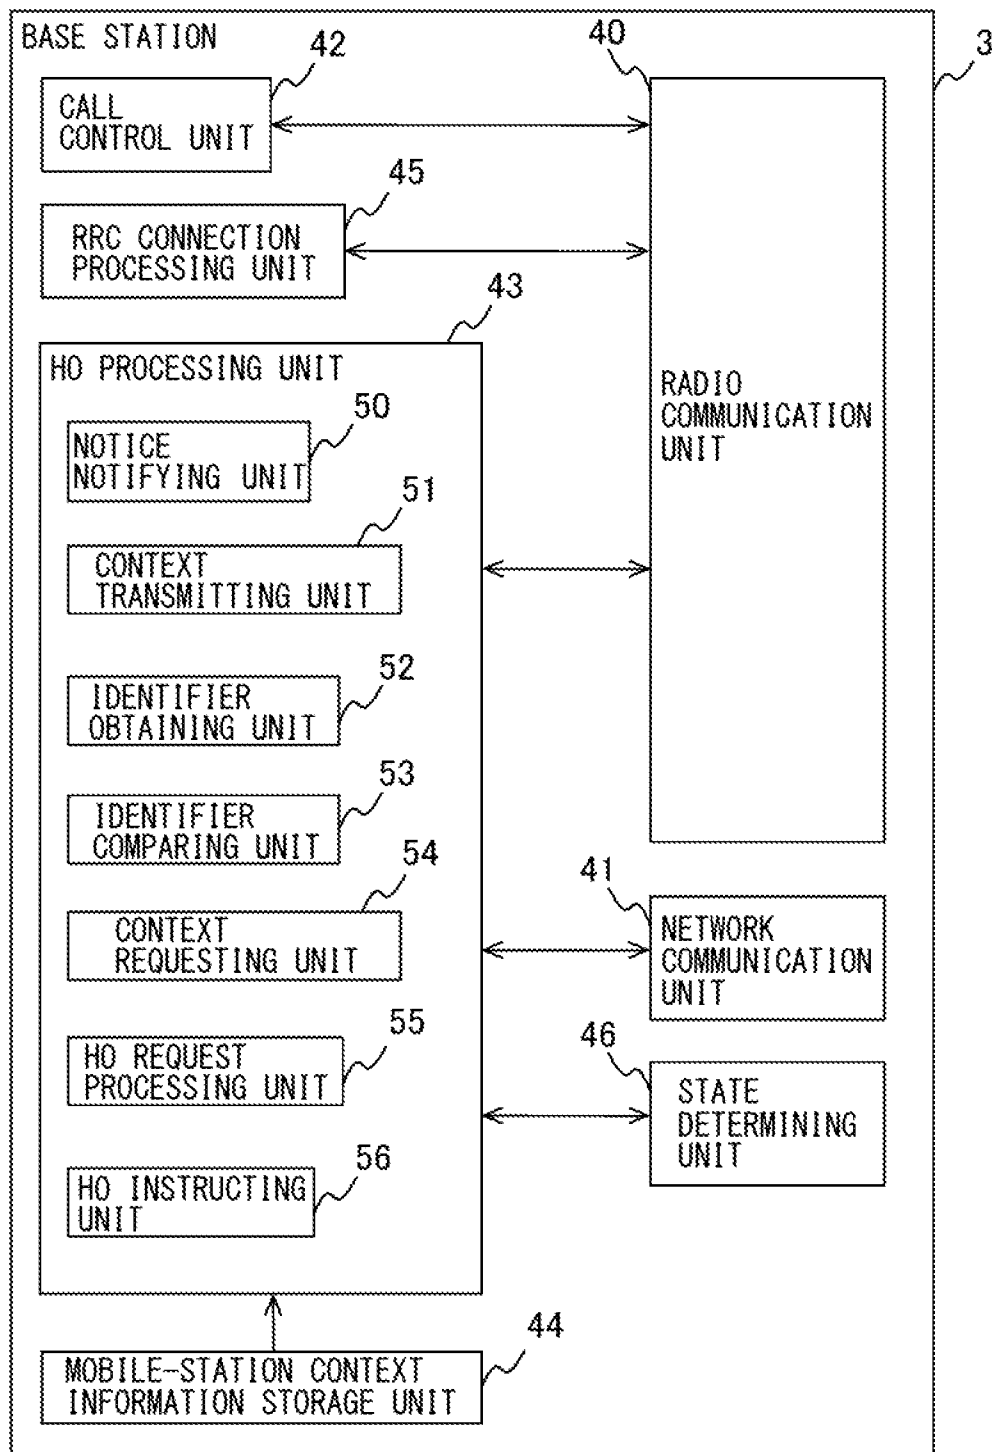 BASE STATION
3
42
40
CALL
CONTROL UNIT
45
RRC CONNECTION
PROCESSING UNIT
43
HO PROCESSING UNIT
RADIO
COMMUNICATION
UNIT
50
NOTICE
NOTIFYING UNIT
51
CONTEXT
TRANSMITTING UNIT
52
IDENTIFIER
OBTAINING UNIT
53
IDENTIFIER
COMPARING UNIT
54
CONTEXT
REQUESTING UNIT
41
NETWORK
COMMUNICATION
UNIT
55
HO REQUEST
PROCESSING UNIT
46
STATE
DETERMINING
UNIT
56
HO INSTRUCTING
UNIT
44
MOBILE-STATION CONTEXT
INFORMATION STORAGE UNIT